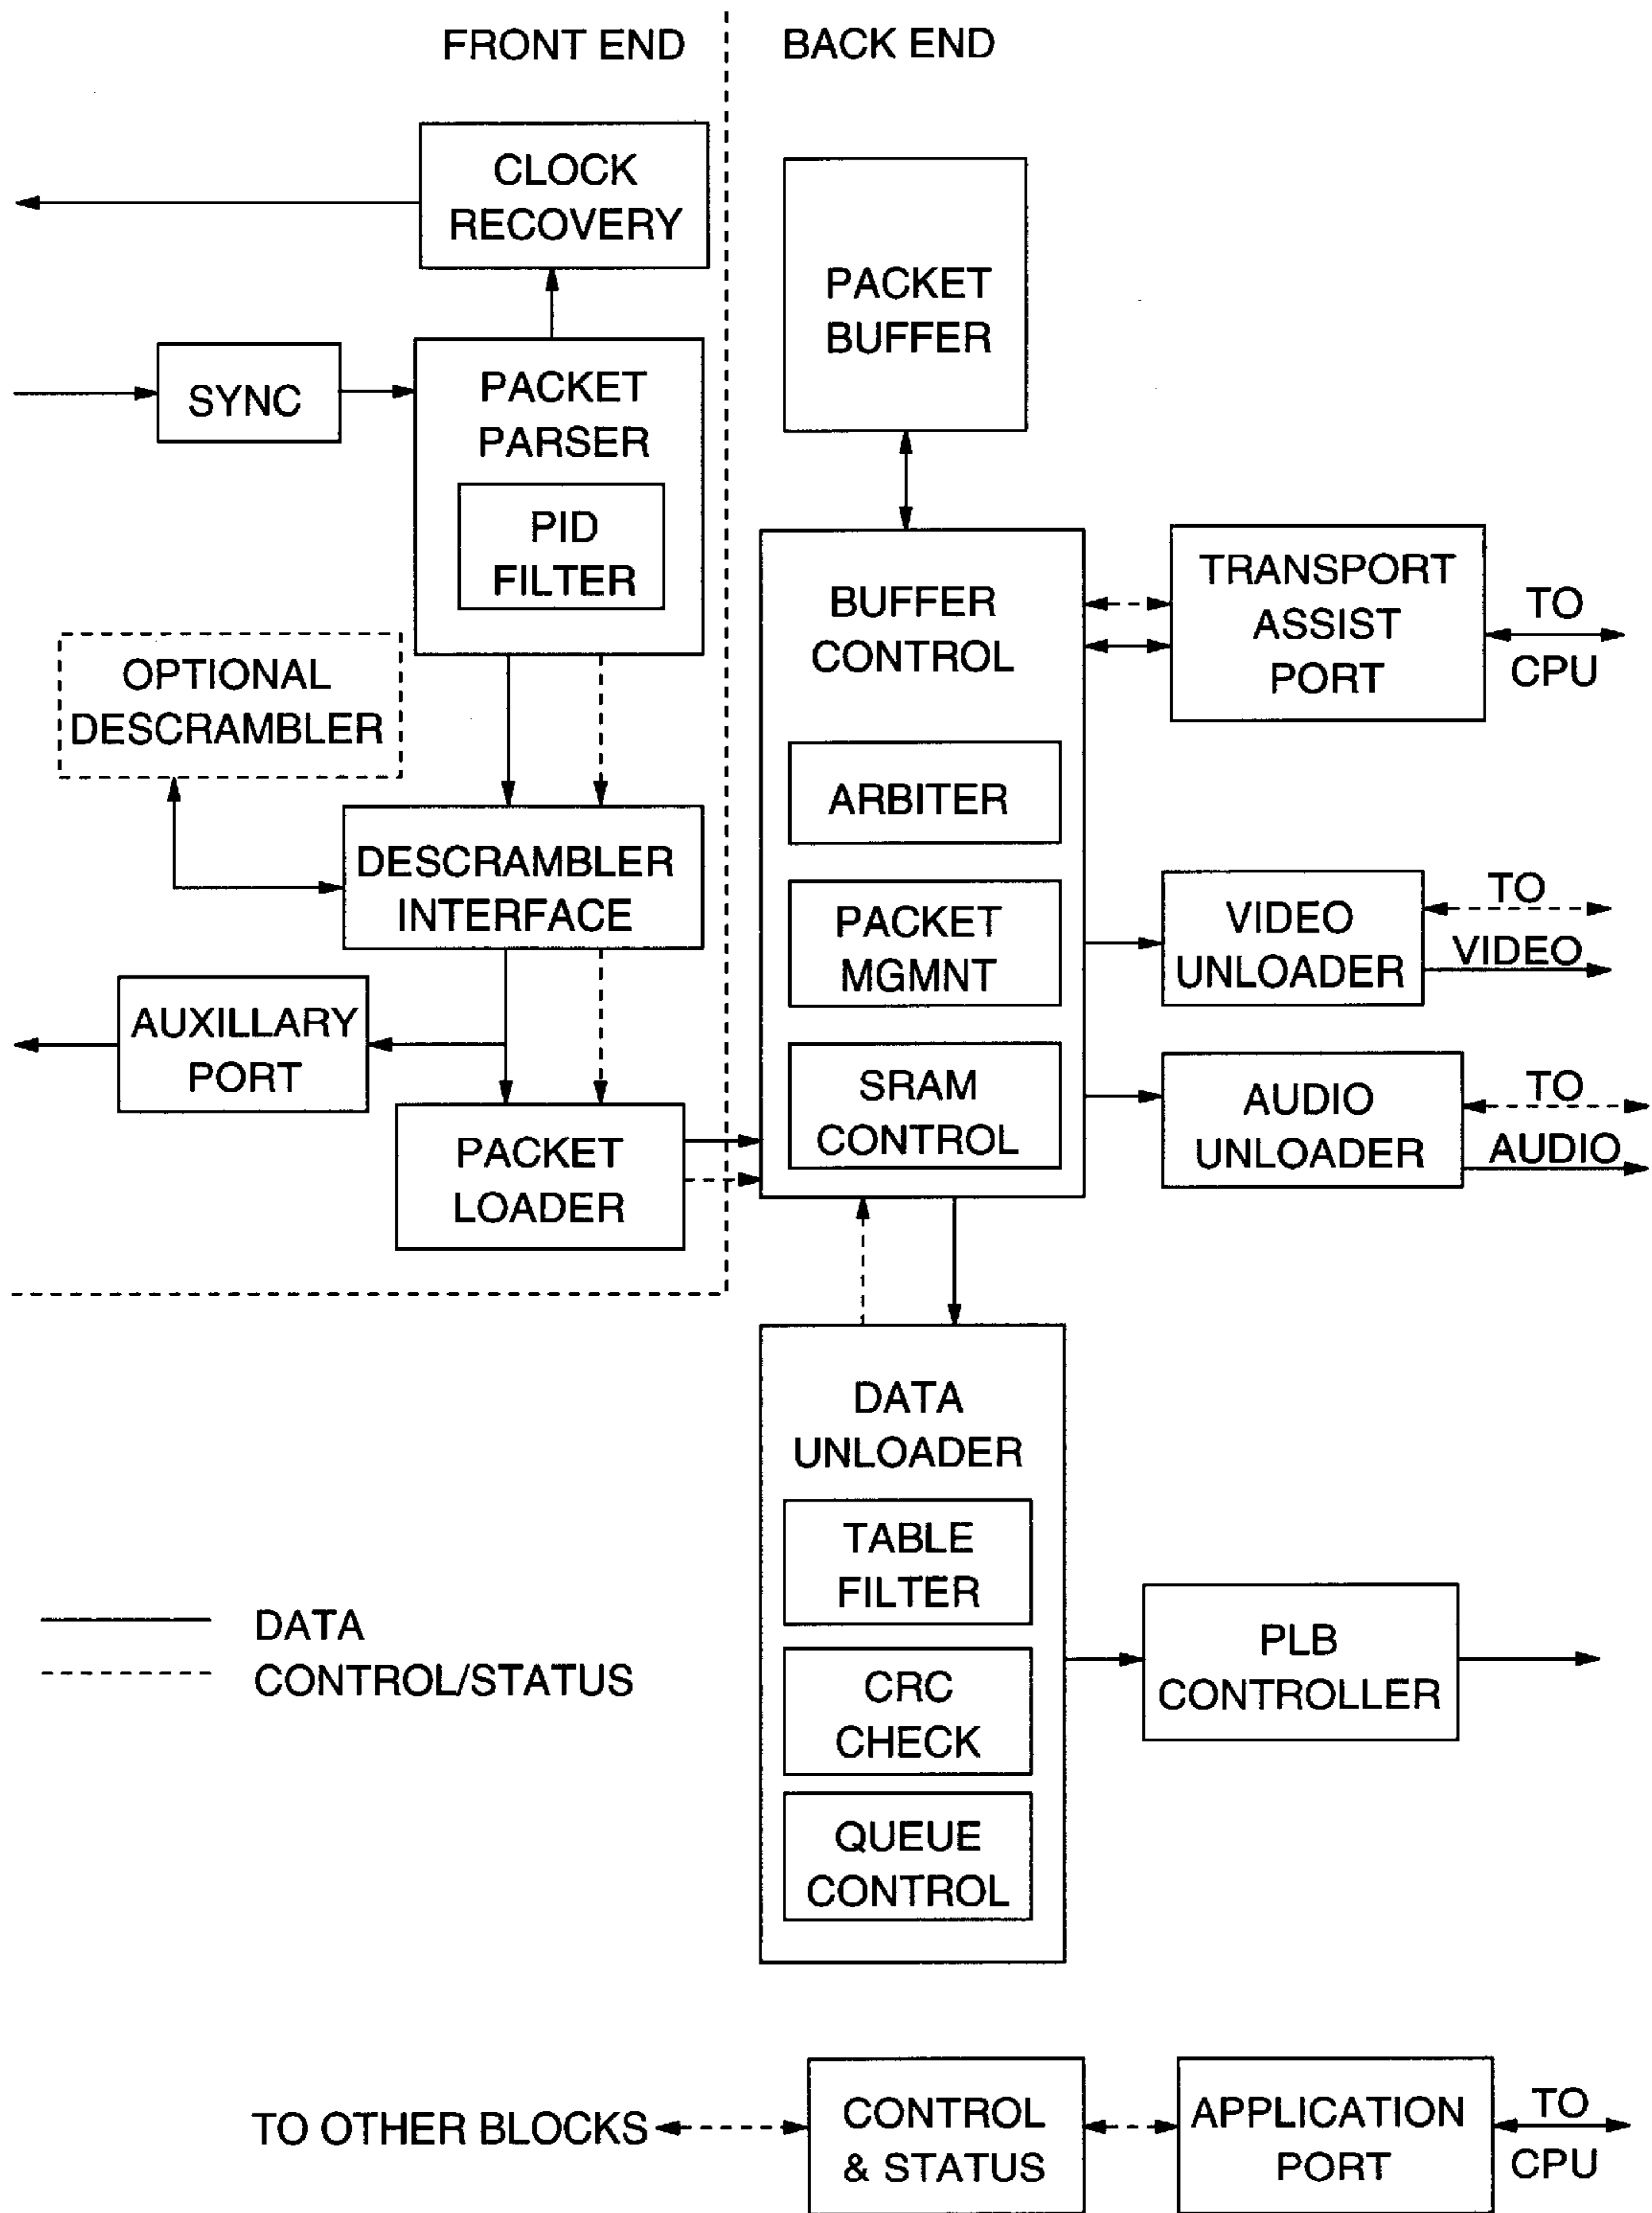 FRONT END
BACK END
CLOCK
RECOVERY
PACKET
BUFFER
SYNC
PACKET
PARSER
PID
FILTER
OPTIONAL
DESCRAMBLER
DESCRAMBLER
INTERFACE
AUXILLARY
PORT
PACKET
LOADER
BUFFER
CONTROL
ARBITER
PACKET
MGMNT
SRAM
CONTROL
TRANSPORT
ASSIST
PORT
TO
CPU
VIDEO
UNLOADER
TO
VIDEO
AUDIO
UNLOADER
TO
AUDIO
DATA
UNLOADER
TABLE
FILTER
CRC
CHECK
QUEUE
CONTROL
PLB
CONTROLLER
DATA
CONTROL/STATUS
TO OTHER BLOCKS
CONTROL
& STATUS
APPLICATION
PORT
TO
CPU